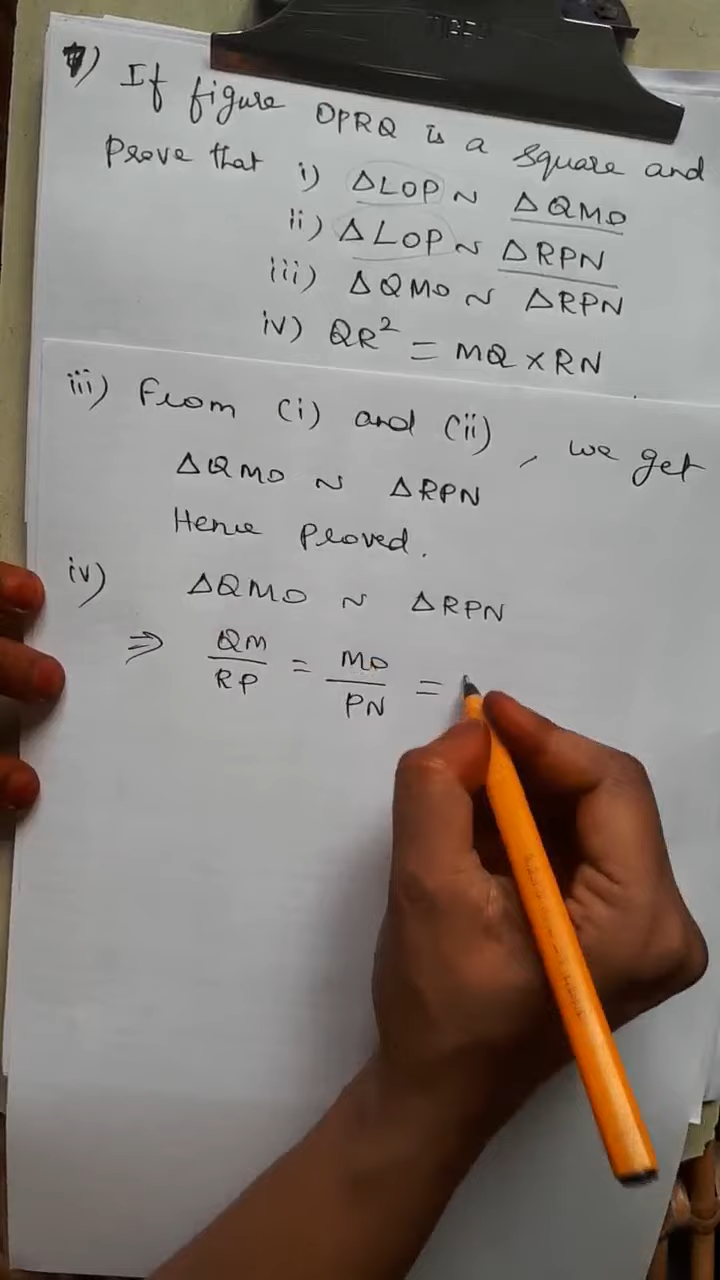 7) If figure OPRQ is a square and
prove that i) ΔLOP ~ ΔQMO
ii) ΔLOP ~ ΔRPN
iii) ΔQMO ~ ΔRPN
iv) QR² = MQ × RN
iii) From (i) and (ii), we get
ΔQMO ~ ΔRPN
Hence proved.
iv) ΔQMO ~ ΔRPN
⇒ QM/RP = MO/PN =